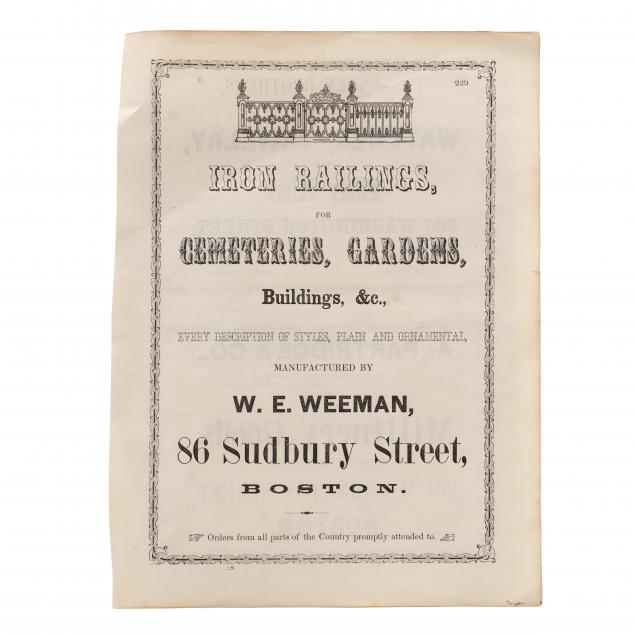 229
IRON RAILINGS,
FOR
CEMETERIES, GARDENS,
Buildings, &c.,
EVERY DESCRIPTION OF STYLES, PLAIN AND ORNAMENTAL,
MANUFACTURED BY
W. E. WEEMAN,
86 Sudbury Street,
BOSTON.
☞ Orders from all parts of the Country promptly attended to. ☜